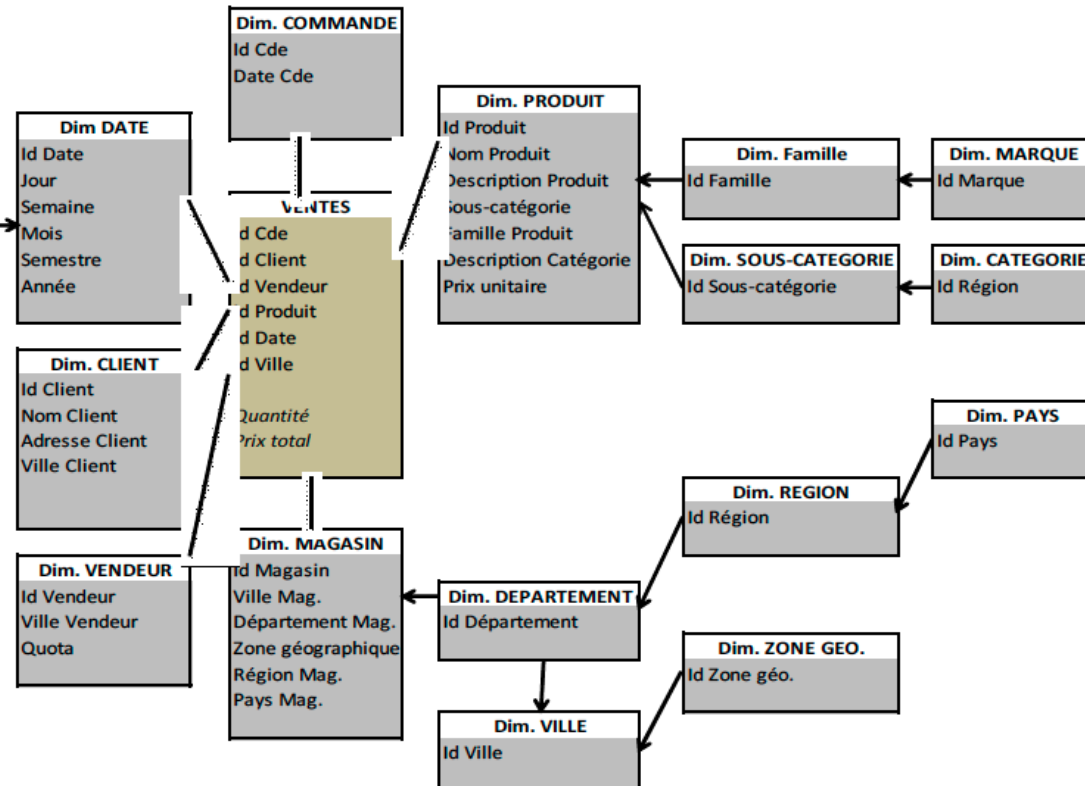 Dim. COMMANDE
Id Cde
Date Cde
Dim DATE
Id Date
Jour
Semaine
Mois
Semestre
Année
VENTES
d Cde
d Client
d Vendeur
d Produit
d Date
d Ville
Quantité
Prix total
Dim. PRODUIT
Id Produit
Nom Produit
Description Produit
Sous-catégorie
Famille Produit
Description Catégorie
Prix unitaire
Dim. Famille
Id Famille
Dim. MARQUE
Id Marque
Dim. SOUS-CATEGORIE
Id Sous-catégorie
Dim. CATEGORIE
Id Région
Dim. CLIENT
Id Client
Nom Client
Adresse Client
Ville Client
Dim. VENDEUR
Id Vendeur
Ville Vendeur
Quota
Dim. MAGASIN
Id Magasin
Ville Mag.
Département Mag.
Zone géographique
Région Mag.
Pays Mag.
Dim. DEPARTEMENT
Id Département
Dim. REGION
Id Région
Dim. PAYS
Id Pays
Dim. ZONE GEO.
Id Zone géo.
Dim. VILLE
Id Ville